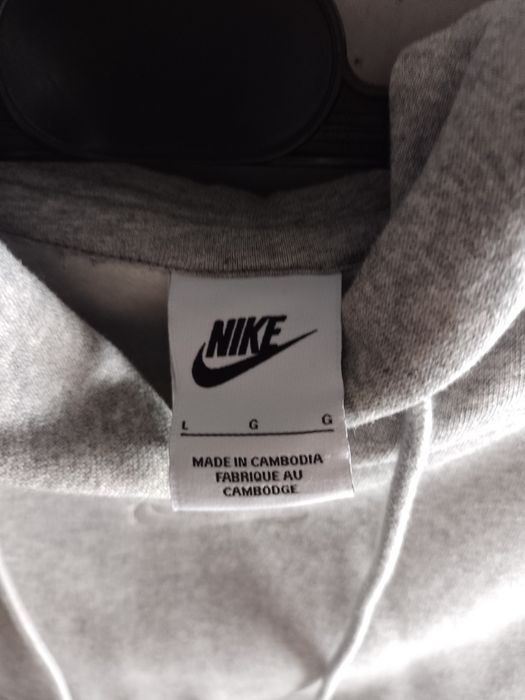 NIKE
L G G
MADE IN CAMBODIA
FABRIQUE AU
CAMBODGE